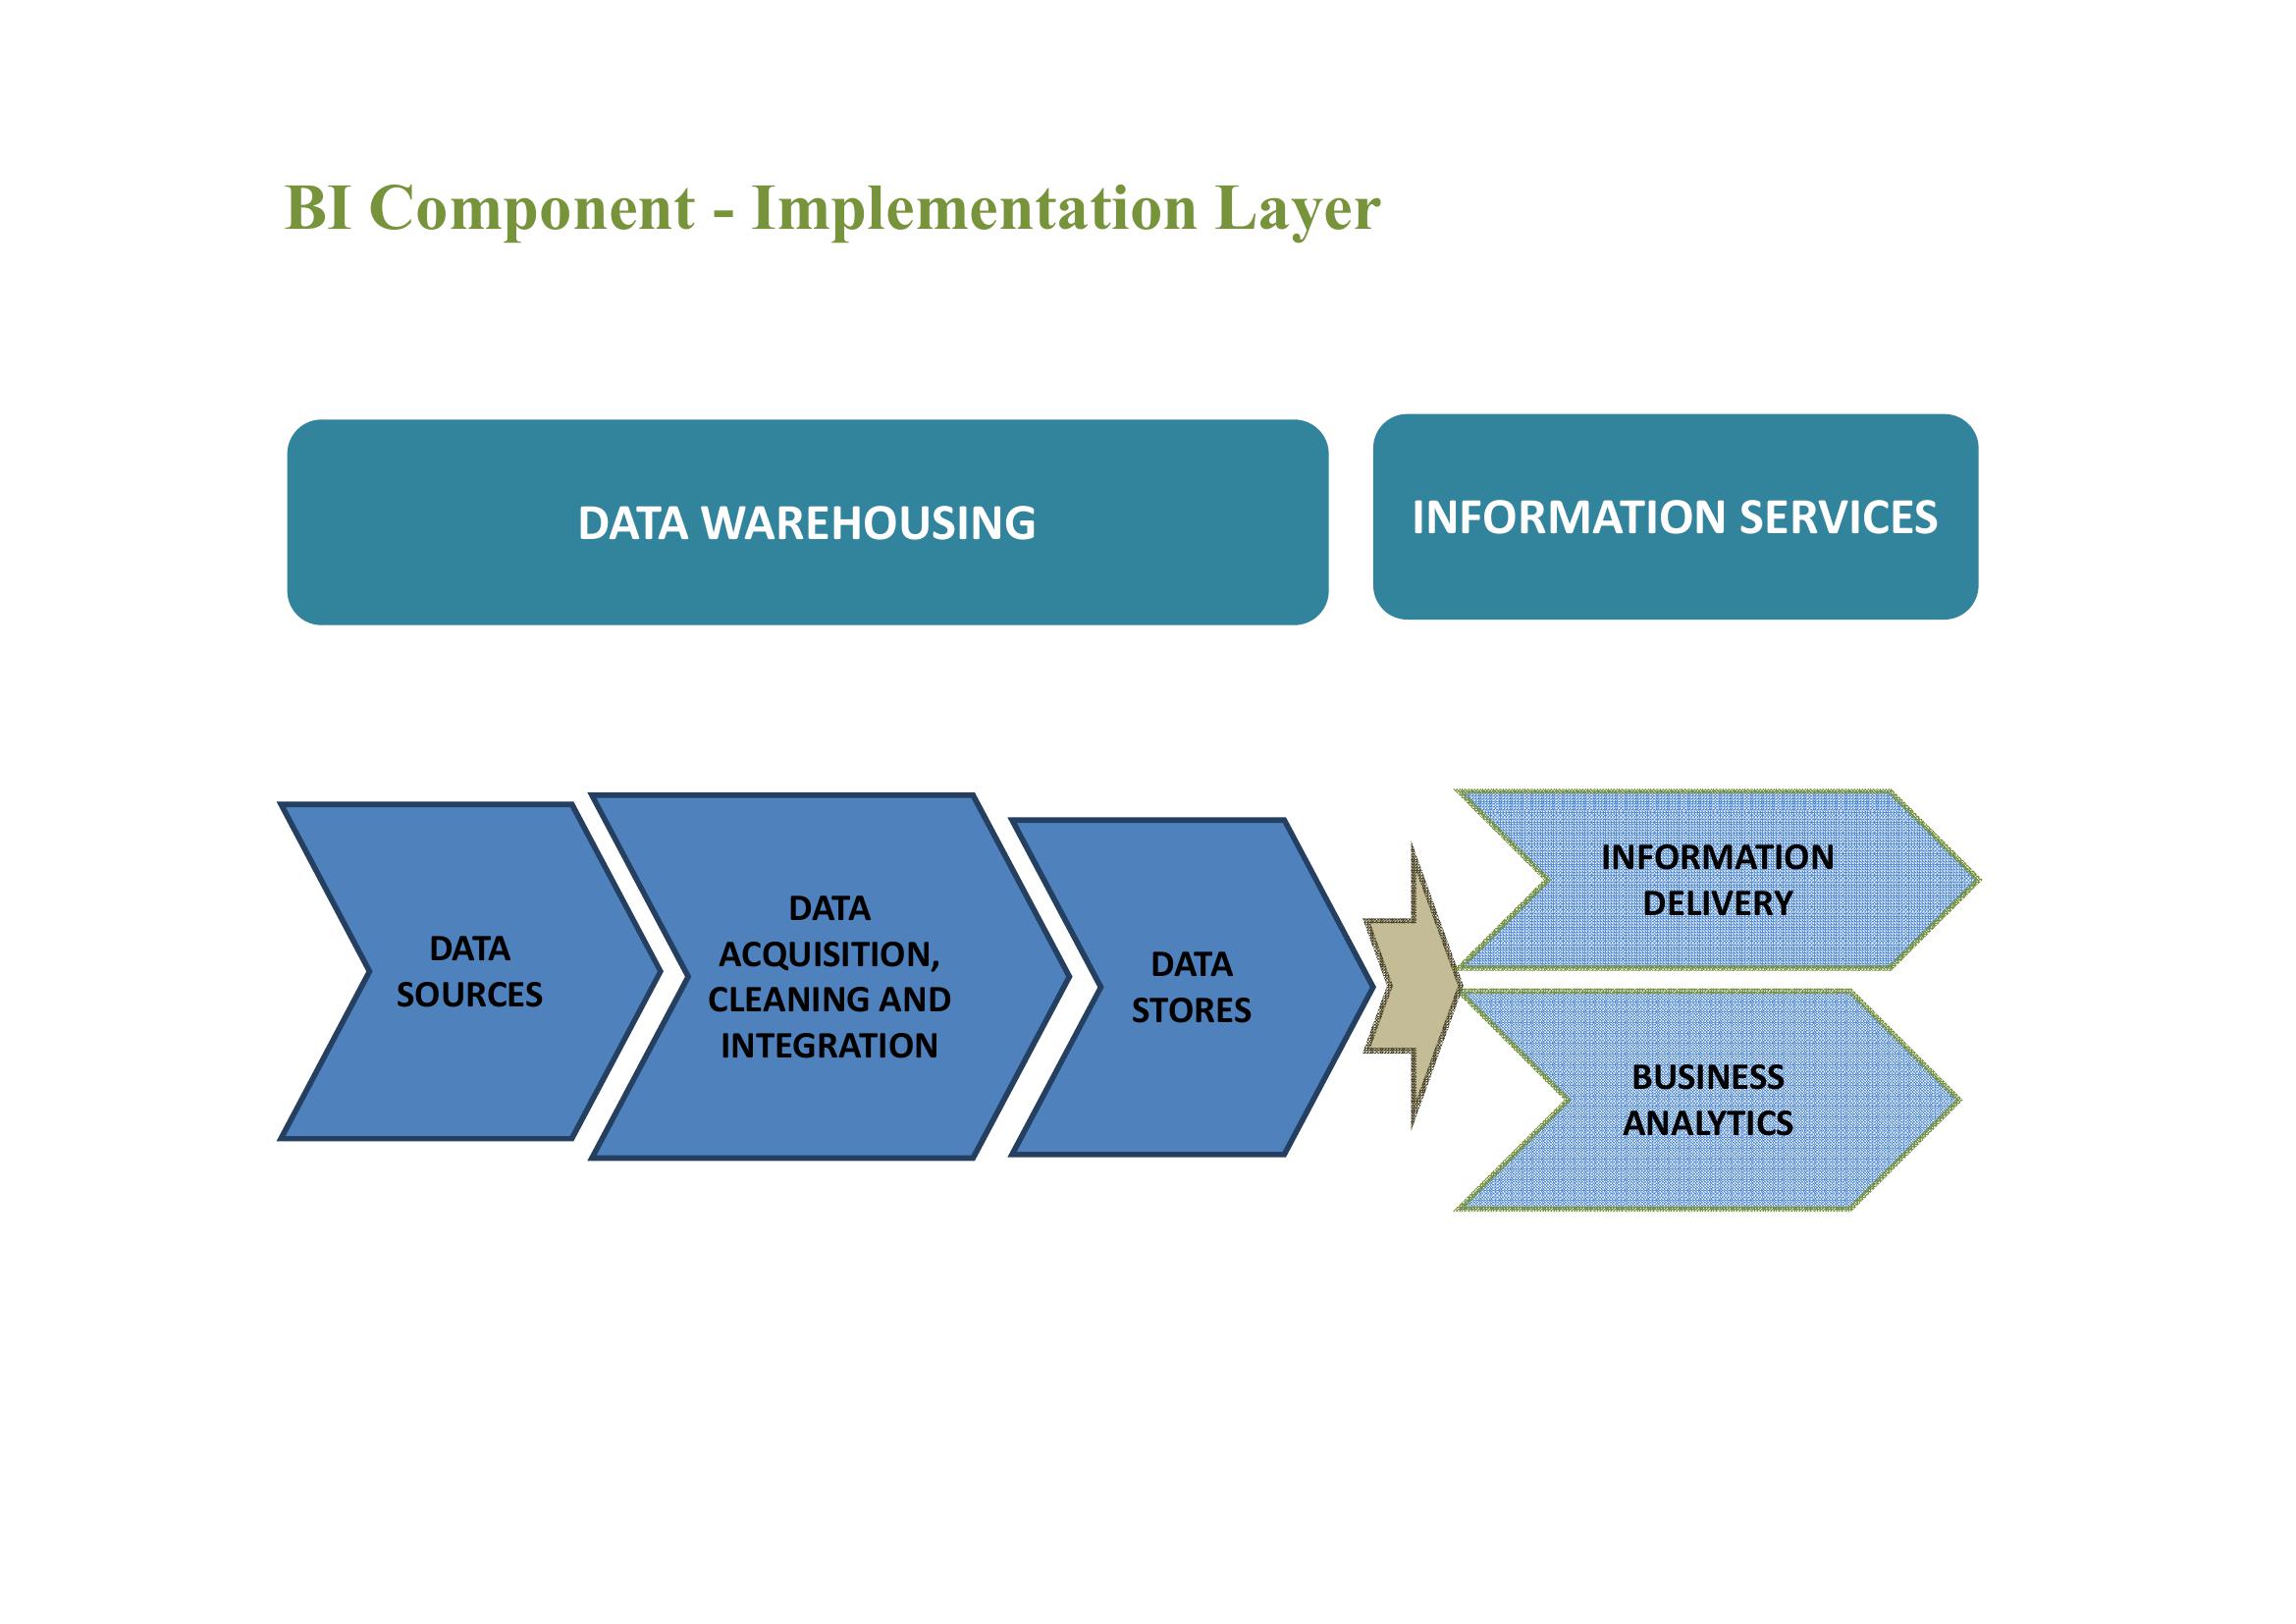 BI Component - Implementation Layer
DATA WAREHOUSING
INFORMATION SERVICES
DATA
SOURCES
DATA
ACQUISITION,
CLEANING AND
INTEGRATION
DATA
STORES
INFORMATION
DELIVERY
BUSINESS
ANALYTICS